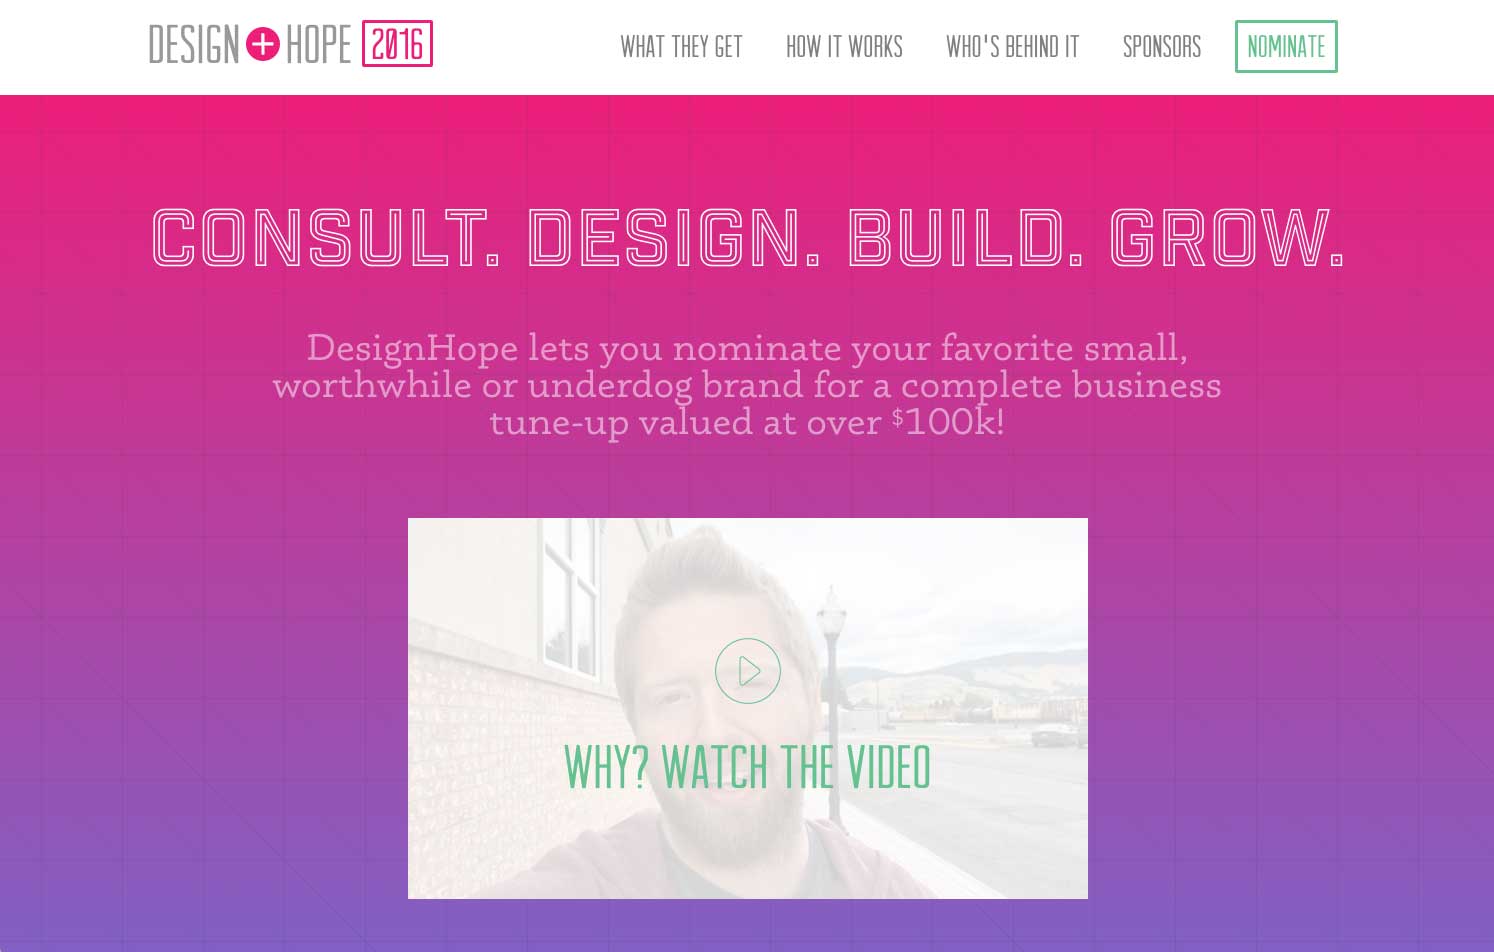 DESIGN + HOPE 2016
WHAT THEY GET HOW IT WORKS WHO'S BEHIND IT SPONSORS NOMINATE
CONSULT. DESIGN. BUILD. GROW.
DesignHope lets you nominate your favorite small,
worthwhile or underdog brand for a complete business
tune-up valued at over $100k!
WHY? WATCH THE VIDEO